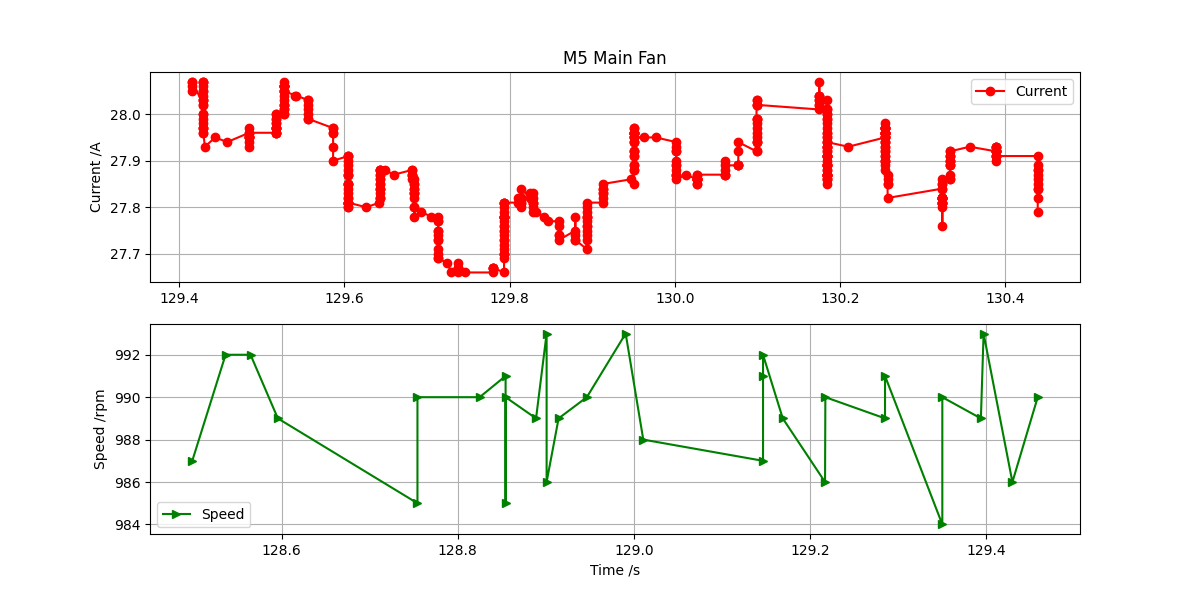 M5 Main Fan
Current /A
28.0
27.9
27.8
27.7
Current
129.4 129.6 129.8 130.0 130.2 130.4
Speed /rpm
992
990
988
986
984
Speed
128.6 128.8 129.0 129.2 129.4
Time /s